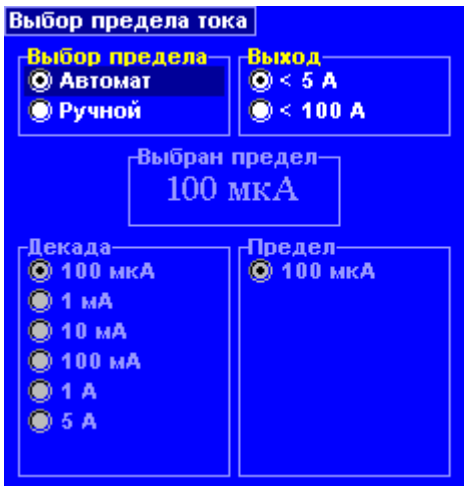 Выбор предела тока
Выбор предела
Автомат
Ручной
Выход
< 5 А
< 100 А
Выбран предел
100 мкА
Декада
100 мкА
1 мА
10 мА
100 мА
1 А
5 А
Предел
100 мкА